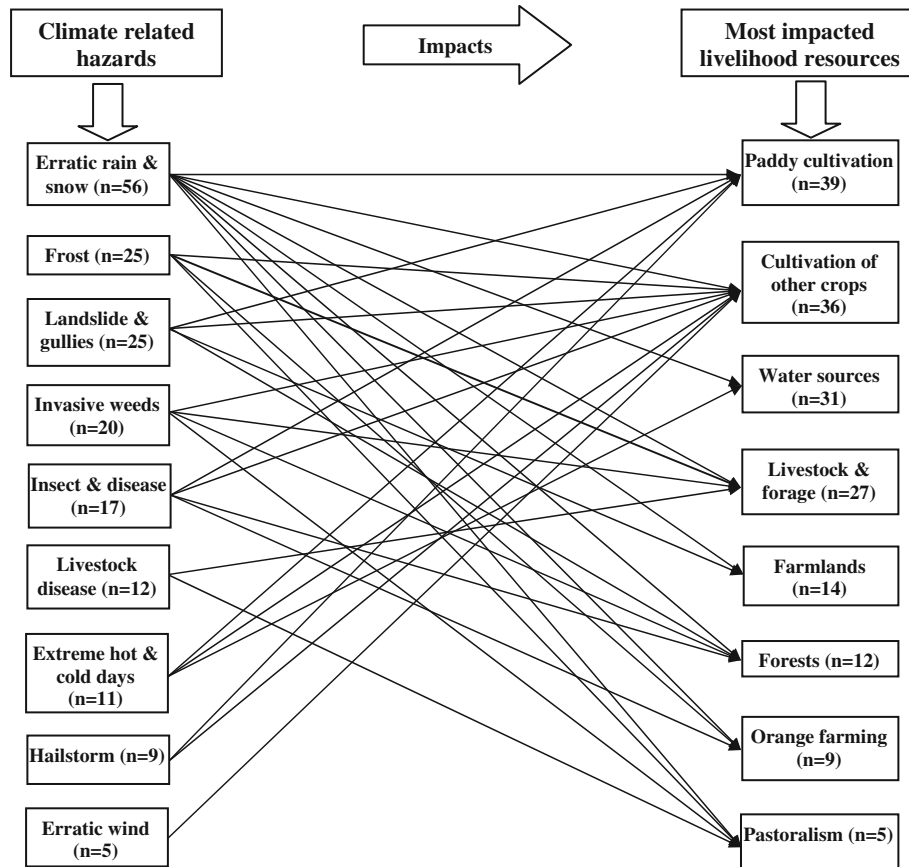 Climate related
hazards
Impacts
Most impacted
livelihood resources
Erratic rain &
snow (n=56)
Frost (n=25)
Landslide &
gullies (n=25)
Invasive weeds
(n=20)
Insect & disease
(n=17)
Livestock
disease (n=12)
Extreme hot &
cold days
(n=11)
Hailstorm (n=9)
Erratic wind
(n=5)
Paddy cultivation
(n=39)
Cultivation of
other crops
(n=36)
Water sources
(n=31)
Livestock &
forage (n=27)
Farmlands
(n=14)
Forests (n=12)
Orange farming
(n=9)
Pastoralism (n=5)